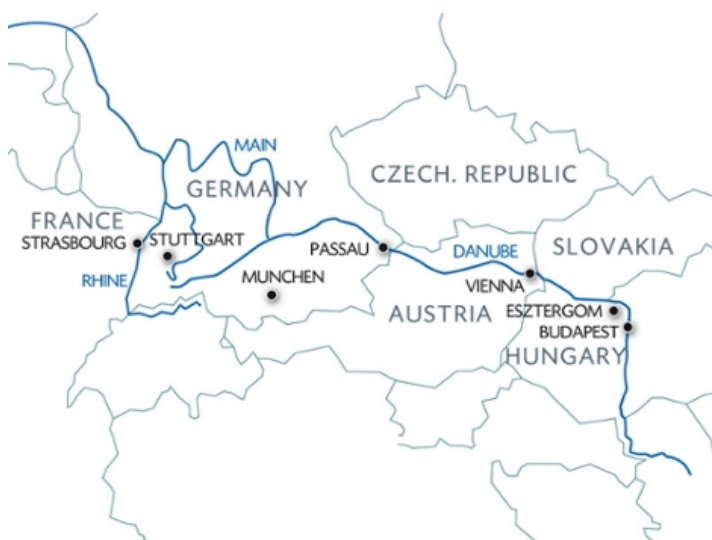 MAIN
GERMANY
CZECH. REPUBLIC
FRANCE
STRASBOURG
STUTTGART
PASSAU
DANUBE
SLOVAKIA
RHINE
MUNCHEN
VIENNA
AUSTRIA
ESZTERGOM
BUDAPEST
HUNGARY